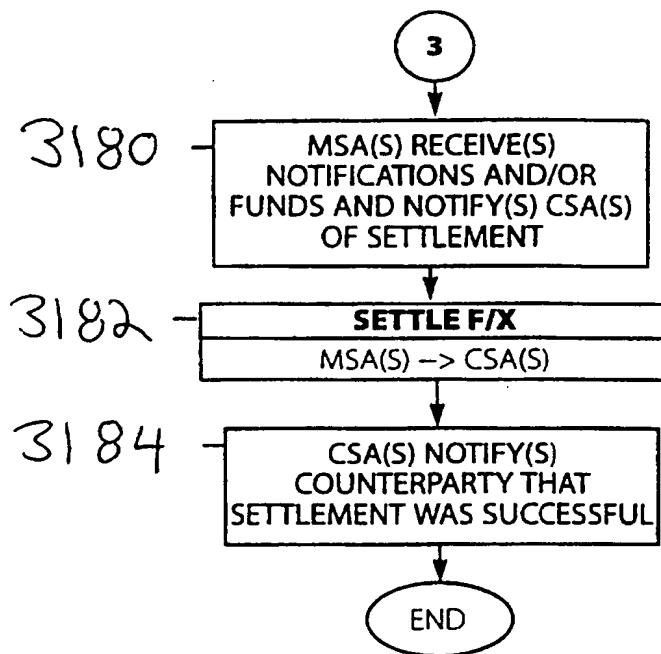 3
3180
MSA(S) RECEIVE(S)
NOTIFICATIONS AND/OR
FUNDS AND NOTIFY(S) CSA(S)
OF SETTLEMENT
3182
SETTLE F/X
MSA(S) –> CSA(S)
3184
CSA(S) NOTIFY(S)
COUNTERPARTY THAT
SETTLEMENT WAS SUCCESSFUL
END